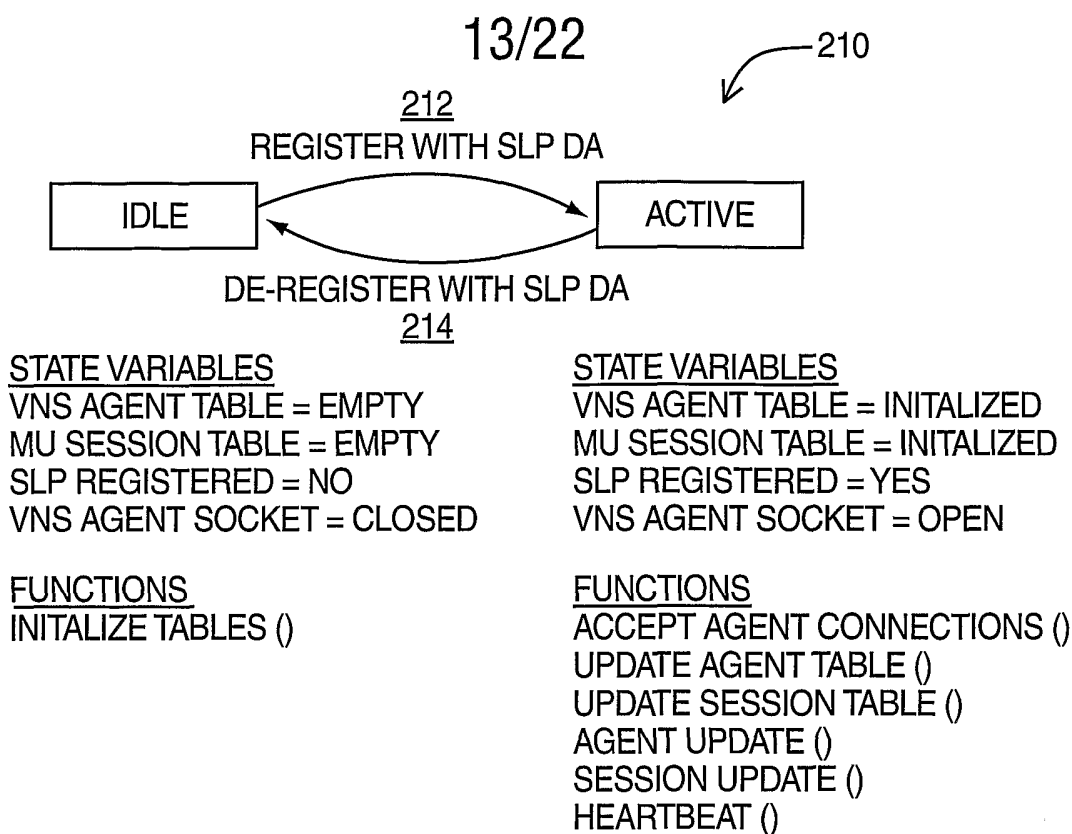 13/22
210
212
REGISTER WITH SLP DA
IDLE
ACTIVE
DE-REGISTER WITH SLP DA
214
STATE VARIABLES
VNS AGENT TABLE = EMPTY
MU SESSION TABLE = EMPTY
SLP REGISTERED = NO
VNS AGENT SOCKET = CLOSED
FUNCTIONS
INITALIZE TABLES ()
STATE VARIABLES
VNS AGENT TABLE = INITALIZED
MU SESSION TABLE = INITALIZED
SLP REGISTERED = YES
VNS AGENT SOCKET = OPEN
FUNCTIONS
ACCEPT AGENT CONNECTIONS ()
UPDATE AGENT TABLE ()
UPDATE SESSION TABLE ()
AGENT UPDATE ()
SESSION UPDATE ()
HEARTBEAT ()